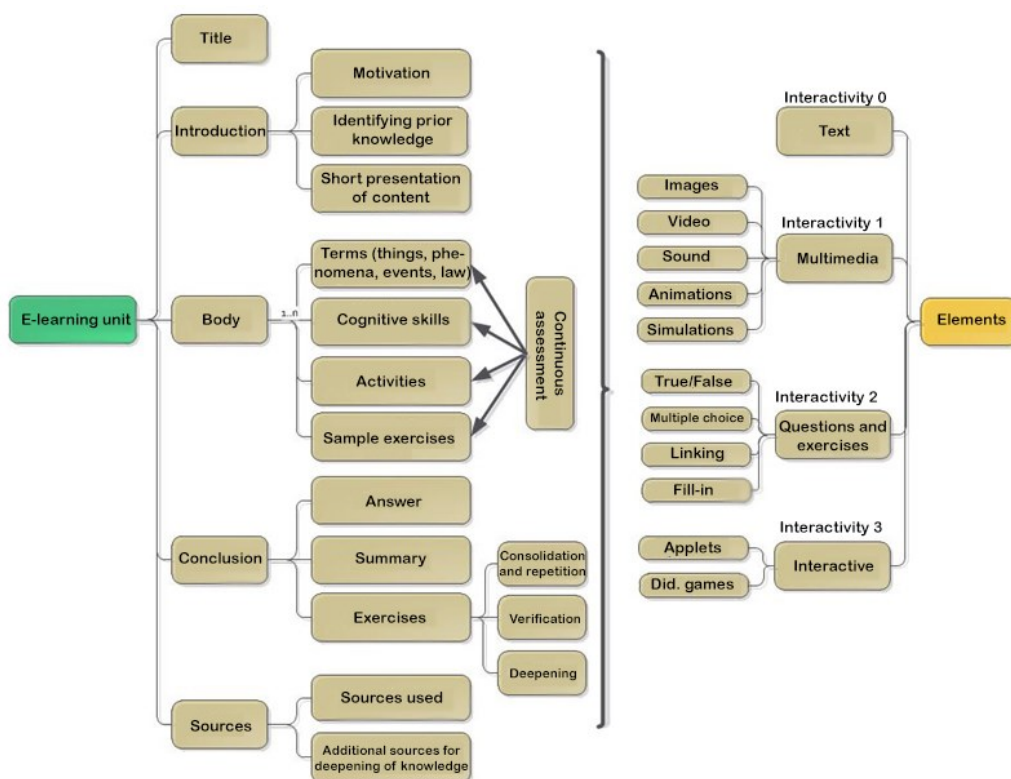 Title
Motivation
Introduction
Identifying prior
knowledge
Short presentation
of content
E-learning unit
Body
1...n
Terms (things, phe-
nomena, events, law)
Cognitive skills
Activities
Sample exercises
Continuous
assessment
Conclusion
Answer
Summary
Exercises
Consolidation
and repetition
Verification
Deepening
Sources
Sources used
Additional sources for
deepening of knowledge
Interactivity 0
Text
Images
Video
Sound
Animations
Simulations
Interactivity 1
Multimedia
Elements
True/False
Multiple choice
Linking
Fill-in
Interactivity 2
Questions and
exercises
Interactivity 3
Applets
Did. games
Interactive